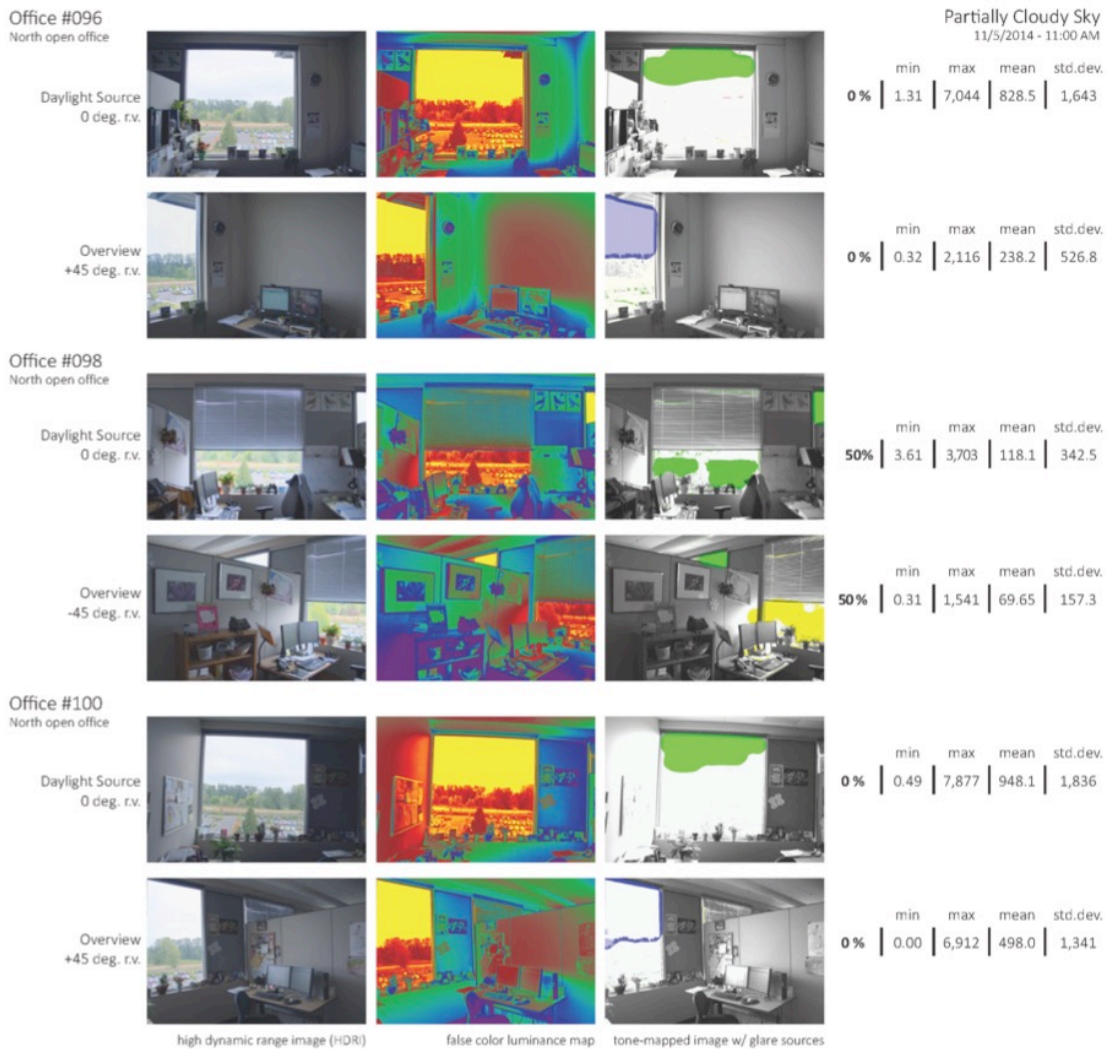 Office #096
North open office
Partially Cloudy Sky
11/5/2014 - 11:00 AM
Daylight Source
0 deg. r.v.
min max mean std.dev.
0 % 1.31 7,044 828.5 1,643
Overview
+45 deg. r.v.
min max mean std.dev.
0 % 0.32 2,116 238.2 526.8
Office #098
North open office
Daylight Source
0 deg. r.v.
min max mean std.dev.
50% 3.61 3,703 118.1 342.5
Overview
-45 deg. r.v.
min max mean std.dev.
50 % 0.31 1,541 69.65 157.3
Office #100
North open office
Daylight Source
0 deg. r.v.
min max mean std.dev.
0 % 0.49 7,877 948.1 1,836
Overview
+45 deg. r.v.
min max mean std.dev.
0 % 0.00 6,912 498.0 1,341
high dynamic range image (HDRI)
false color luminance map
tone-mapped image w/ glare sources